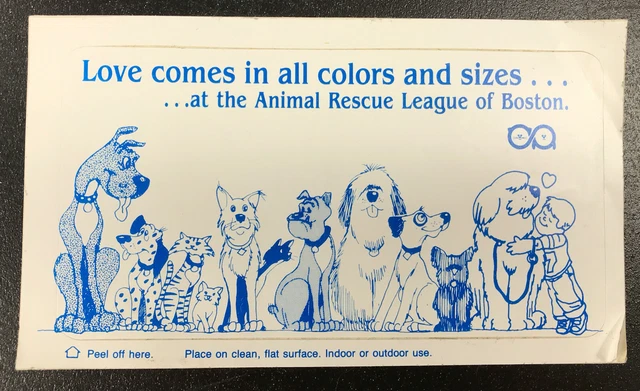 Love comes in all colors and sizes . . .
. . .at the Animal Rescue League of Boston.
Peel off here. Place on clean, flat surface. Indoor or outdoor use.